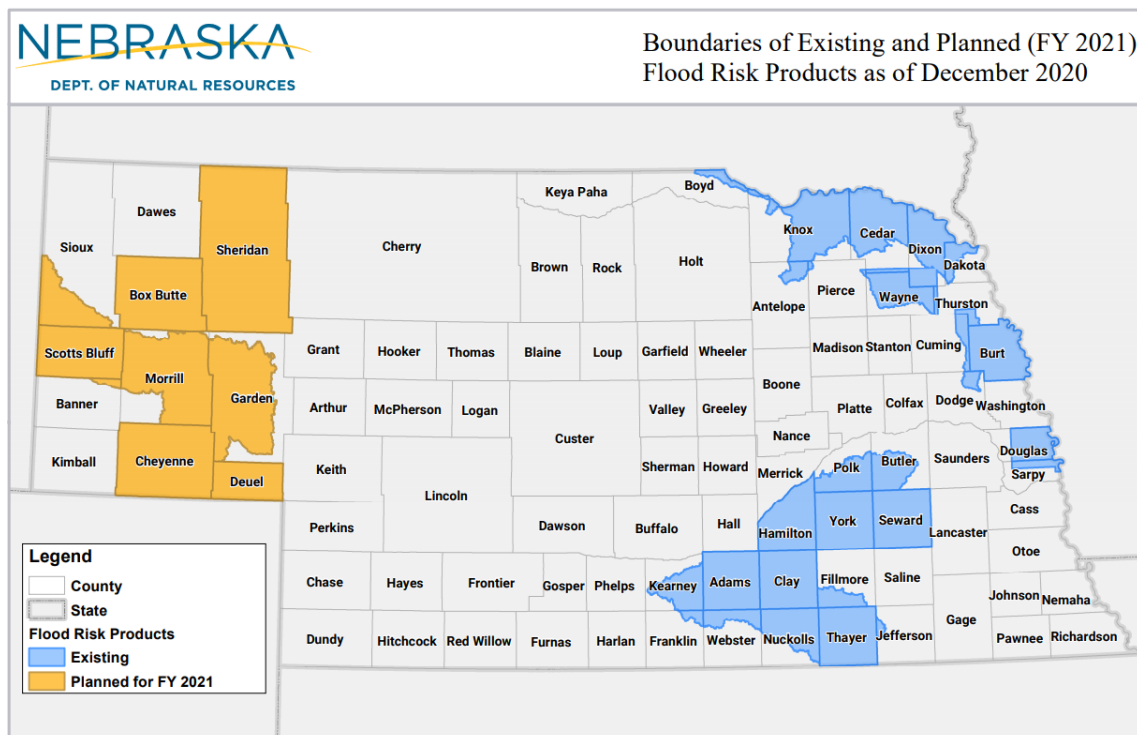 NEBRASKA
DEPT. OF NATURAL RESOURCES
Boundaries of Existing and Planned (FY 2021)
Flood Risk Products as of December 2020
Boyd
Keya Paha
Dawes
Knox
Cedar
Sioux
Sheridan
Cherry
Dixon
Holt
Brown
Rock
Dakota
Box Butte
Pierce
Wayne
Antelope
Thurston
Scotts Bluff
Grant
Hooker
Thomas
Blaine
Loup
Garfield
Wheeler
Madison
Stanton
Cuming
Burt
Morrill
Boone
Garden
Banner
Arthur
McPherson
Logan
Valley
Greeley
Platte
Colfax
Dodge
Washington
Custer
Nance
Kimball
Cheyenne
Keith
Sherman
Howard
Merrick
Polk
Butler
Saunders
Douglas
Sarpy
Deuel
Lincoln
Cass
Perkins
Dawson
Buffalo
Hall
Hamilton
York
Seward
Lancaster
Otoe
Chase
Hayes
Frontier
Gosper
Phelps
Kearney
Adams
Clay
Fillmore
Saline
Johnson
Nemaha
Gage
Dundy
Hitchcock
Red Willow
Furnas
Harlan
Franklin
Webster
Nuckolls
Thayer
Jefferson
Pawnee
Richardson
Legend
County
State
Flood Risk Products
Existing
Planned for FY 2021